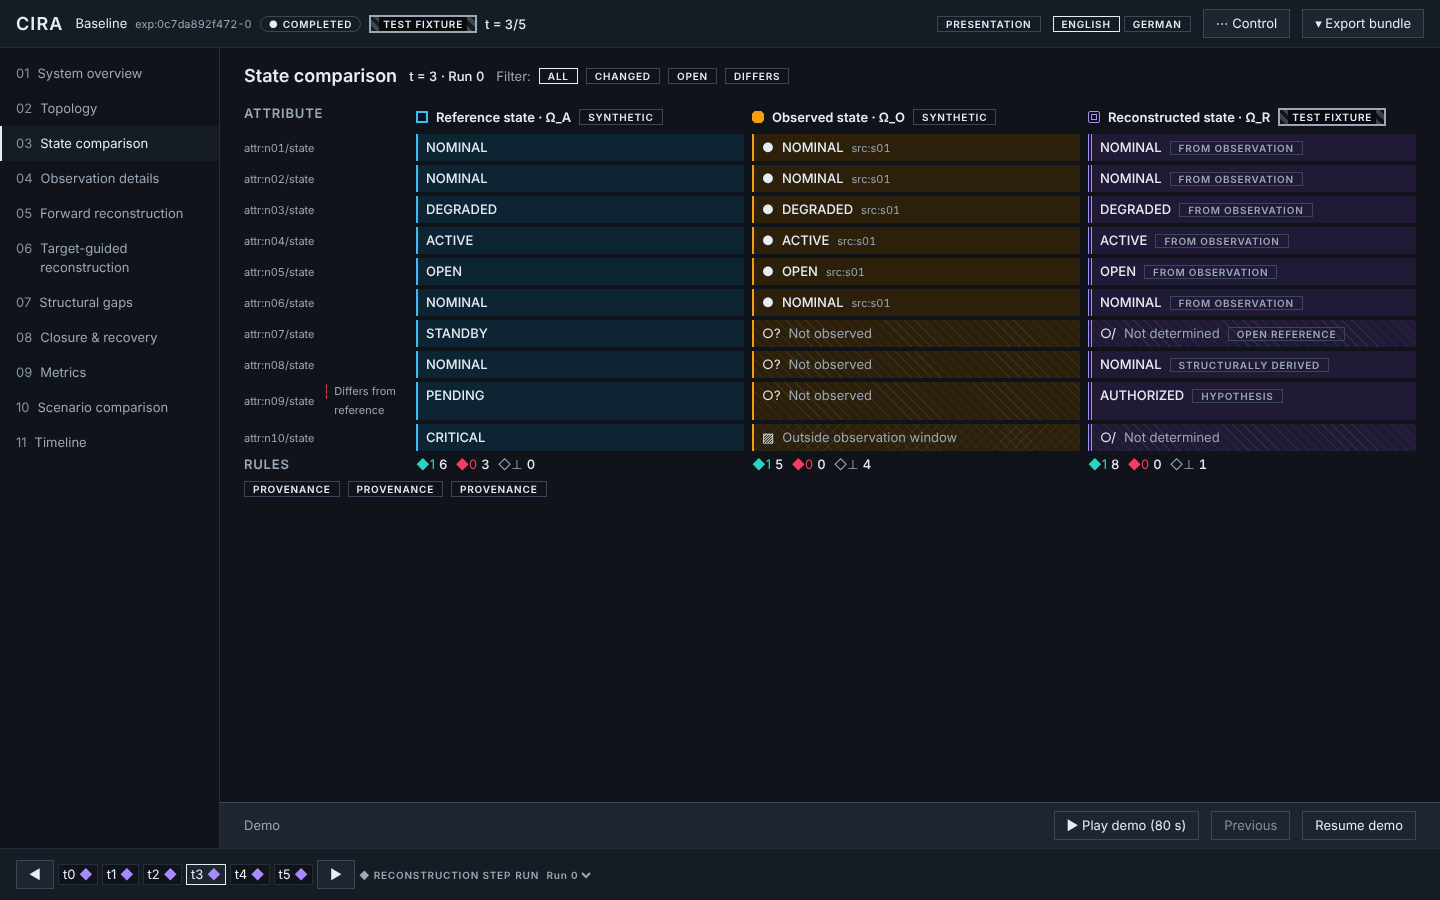 CIRA Baseline exp:0c7da892f472-0 COMPLETED TEST FIXTURE t = 3/5 PRESENTATION ENGLISH GERMAN ··· Control ▾ Export bundle
01 System overview
02 Topology
03 State comparison
04 Observation details
05 Forward reconstruction
06 Target-guided
reconstruction
07 Structural gaps
08 Closure & recovery
09 Metrics
10 Scenario comparison
11 Timeline
State comparison t = 3 · Run 0 Filter: ALL CHANGED OPEN DIFFERS
ATTRIBUTE Reference state · Ω_A SYNTHETIC Observed state · Ω_O SYNTHETIC Reconstructed state · Ω_R TEST FIXTURE
attr:n01/state NOMINAL ● NOMINAL src:s01 NOMINAL FROM OBSERVATION
attr:n02/state NOMINAL ● NOMINAL src:s01 NOMINAL FROM OBSERVATION
attr:n03/state DEGRADED ● DEGRADED src:s01 DEGRADED FROM OBSERVATION
attr:n04/state ACTIVE ● ACTIVE src:s01 ACTIVE FROM OBSERVATION
attr:n05/state OPEN ● OPEN src:s01 OPEN FROM OBSERVATION
attr:n06/state NOMINAL ● NOMINAL src:s01 NOMINAL FROM OBSERVATION
attr:n07/state STANDBY ○? Not observed ○/ Not determined OPEN REFERENCE
attr:n08/state NOMINAL ○? Not observed NOMINAL STRUCTURALLY DERIVED
attr:n09/state ¦ Differs from
reference PENDING ○? Not observed AUTHORIZED HYPOTHESIS
attr:n10/state CRITICAL ▨ Outside observation window ○/ Not determined
RULES ◆1 6 ◆0 3 ◇⊥ 0 ◆1 5 ◆0 0 ◇⊥ 4 ◆1 8 ◆0 0 ◇⊥ 1
PROVENANCE PROVENANCE PROVENANCE
Demo ▶ Play demo (80 s) Previous Resume demo
◀ t0 ◆ t1 ◆ t2 ◆ t3 ◆ t4 ◆ t5 ◆ ▶ ◆ RECONSTRUCTION STEP RUN Run 0